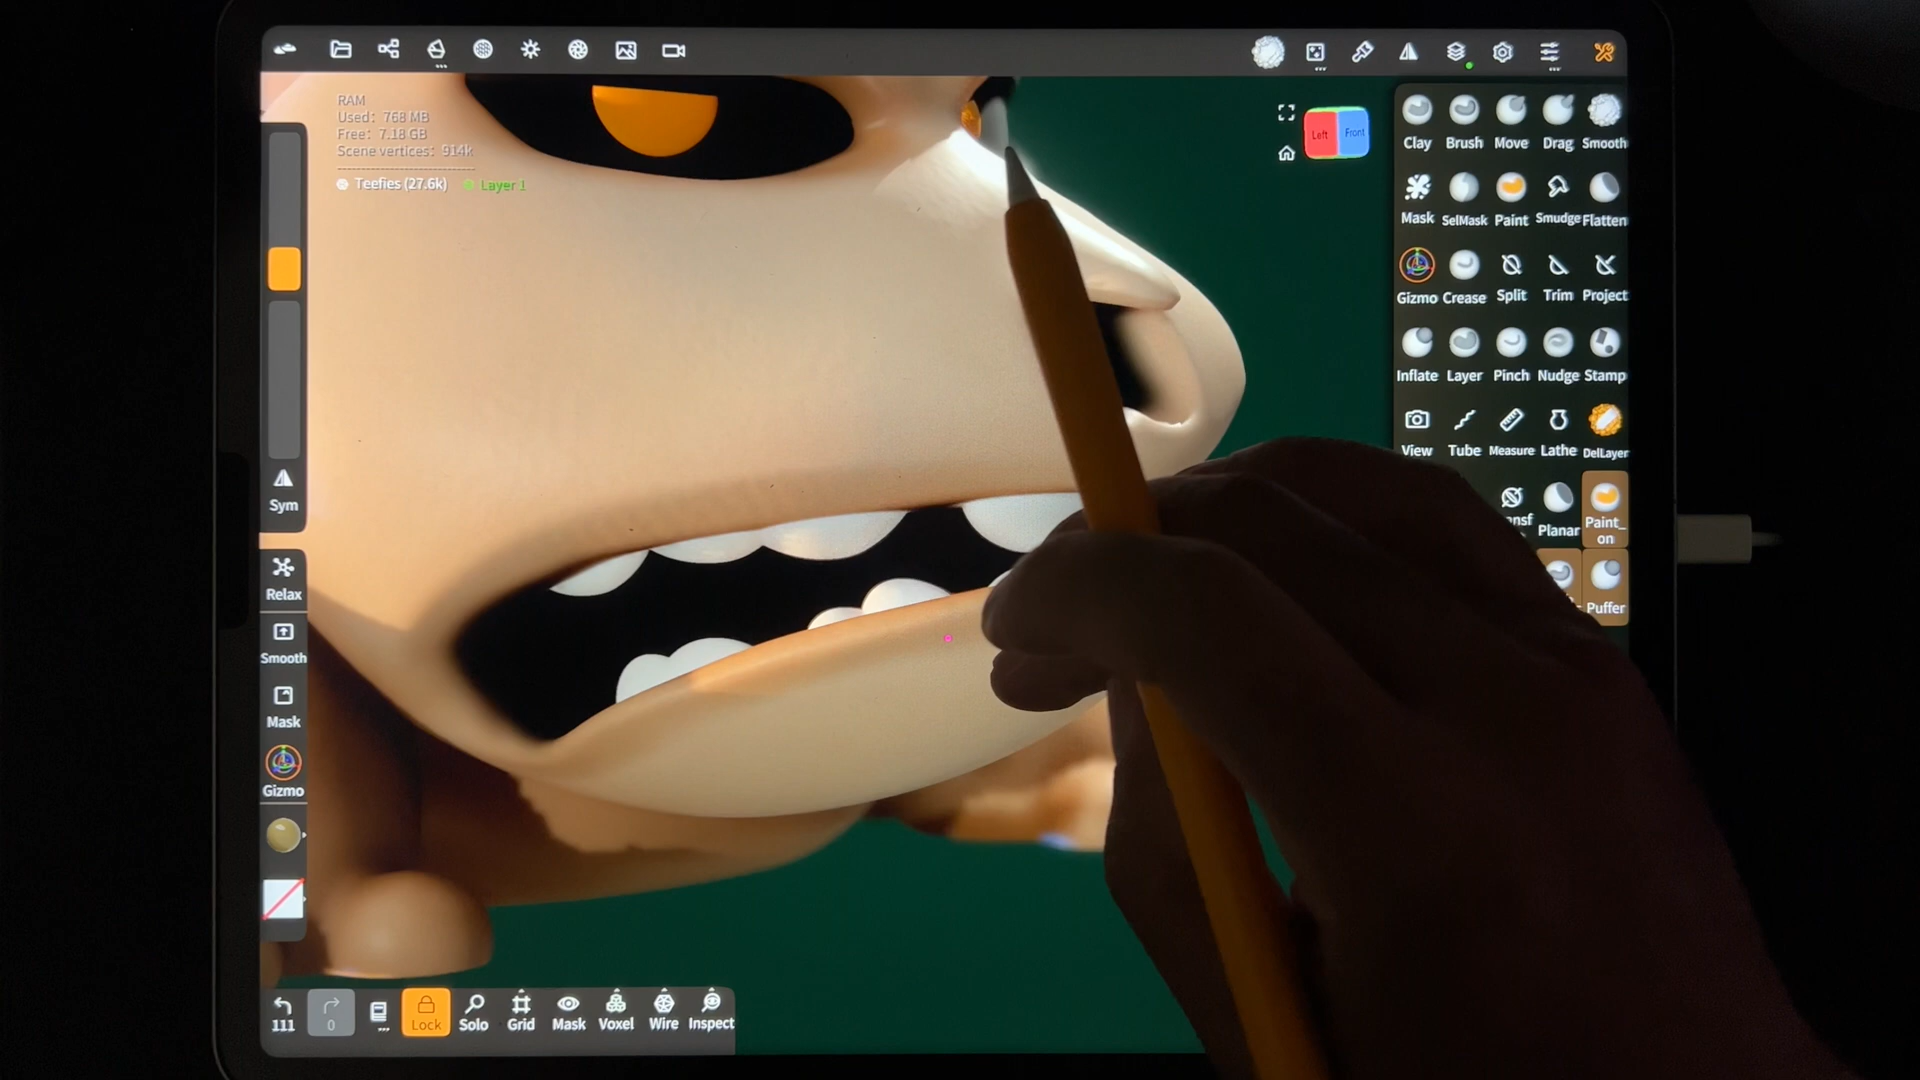 RAM
Used: 768 MB
Free: 7.18 GB
Scene vertices: 914k
Teefies (27.6k) Layer 1
Left Front
Clay Brush Move Drag Smooth
Mask SelMask Paint Smudge Flatten
Gizmo Crease Split Trim Project
Inflate Layer Pinch Nudge Stamp
View Tube Measure Lathe DelLayer
Planar Paint_
on
Puffer
Sym
Relax
Smooth
Mask
Gizmo
111 0 Lock Solo Grid Mask Voxel Wire Inspect